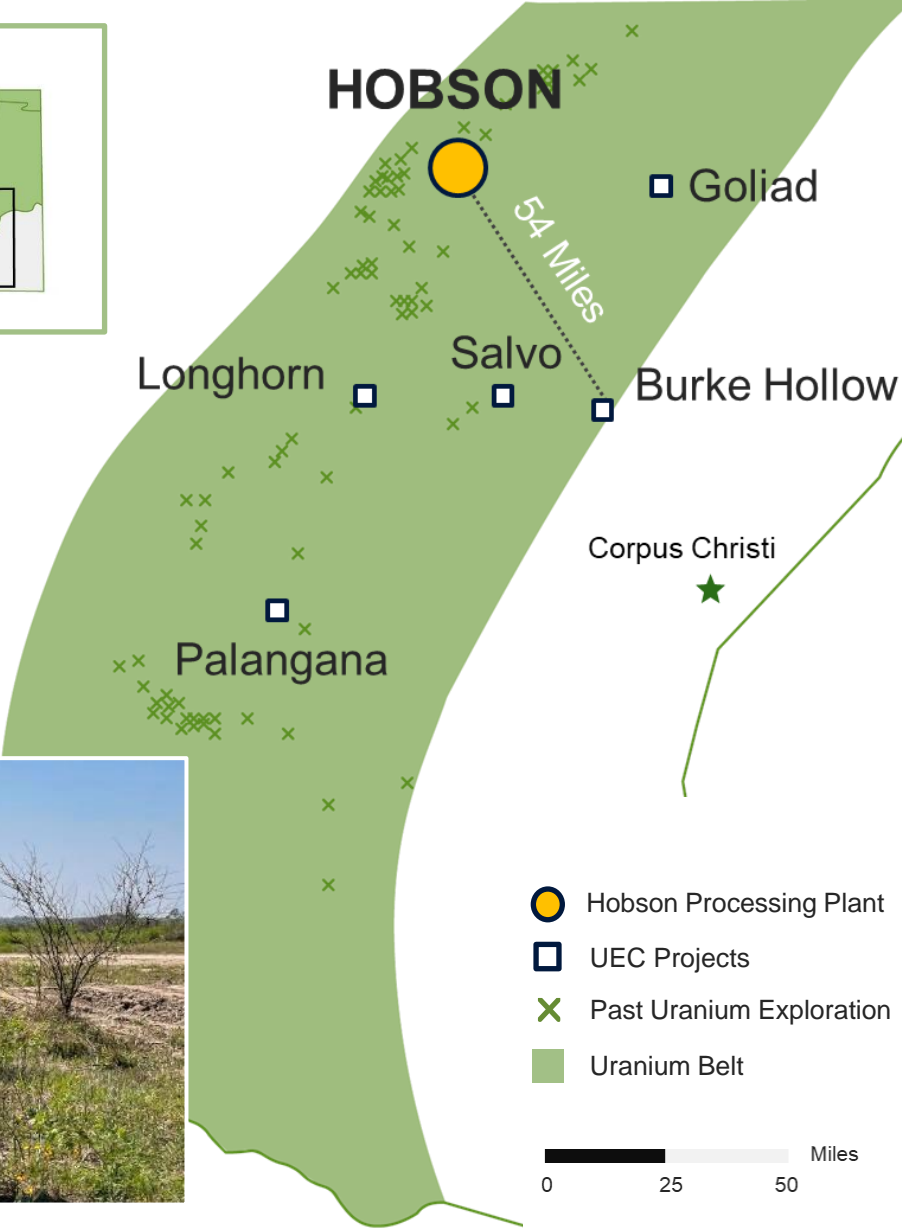 HOBSON
Goliad
54 Miles
Salvo
Longhorn
Burke Hollow
Corpus Christi
Palangana
Hobson Processing Plant
UEC Projects
Past Uranium Exploration
Uranium Belt
Miles
0 25 50